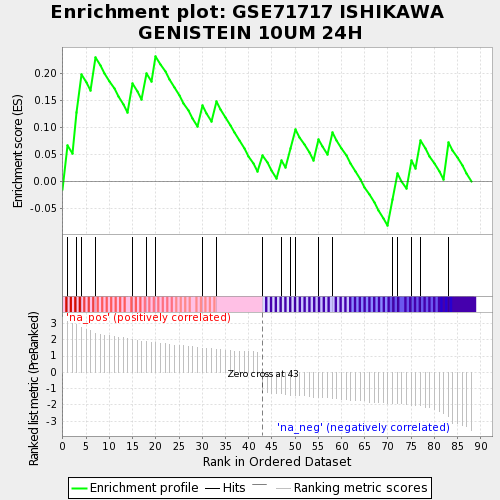 Enrichment plot: GSE71717 ISHIKAWA
GENISTEIN 10UM 24H
Enrichment score (ES)
0.20
0.15
0.10
0.05
0.00
-0.05
'na_pos' (positively correlated)
Ranked list metric (PreRanked)
3
2
1
0
-1
-2
-3
Zero cross at 43
'na_neg' (negatively correlated)
0 5 10 15 20 25 30 35 40 45 50 55 60 65 70 75 80 85 90
Rank in Ordered Dataset
Enrichment profile Hits Ranking metric scores